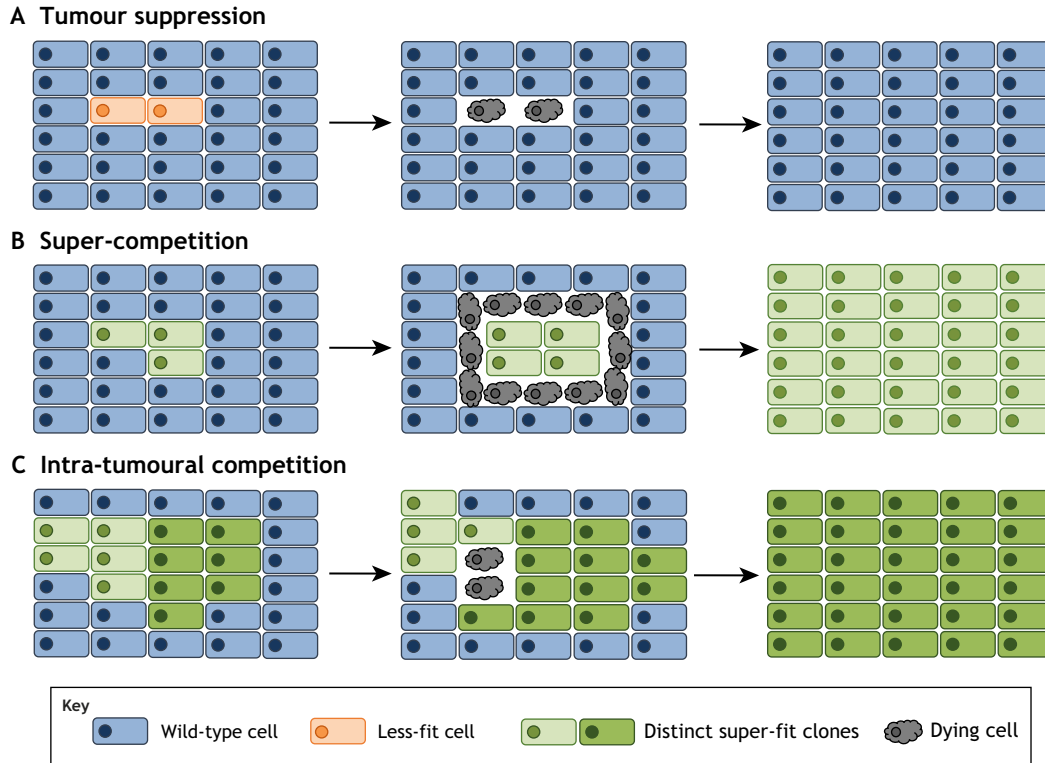 A Tumour suppression
B Super-competition
C Intra-tumoural competition
Key
Wild-type cell
Less-fit cell
Distinct super-fit clones
Dying cell